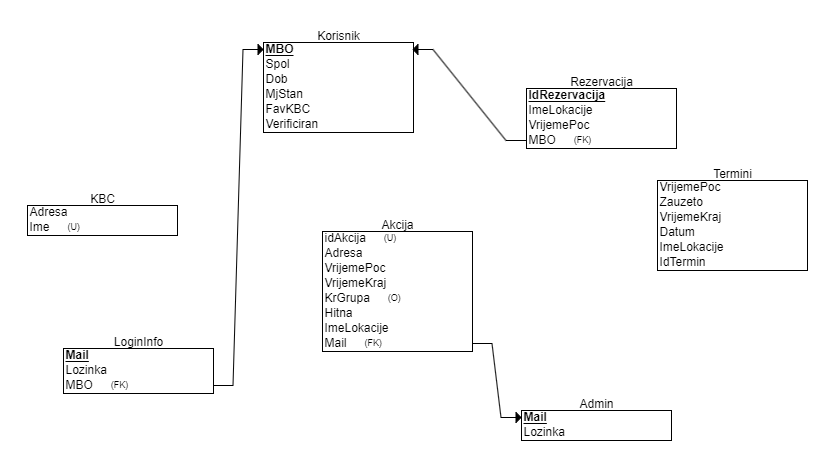 Korisnik
MBO
Spol
Dob
MjStan
FavKBC
Verificiran
Rezervacija
IdRezervacija
ImeLokacije
VrijemePoc
MBO (FK)
Termini
VrijemePoc
Zauzeto
VrijemeKraj
Datum
ImeLokacije
IdTermin
KBC
Adresa
Ime (U)
Akcija
idAkcija (U)
Adresa
VrijemePoc
VrijemeKraj
KrGrupa (O)
Hitna
ImeLokacije
Mail (FK)
LoginInfo
Mail
Lozinka
MBO (FK)
Admin
Mail
Lozinka